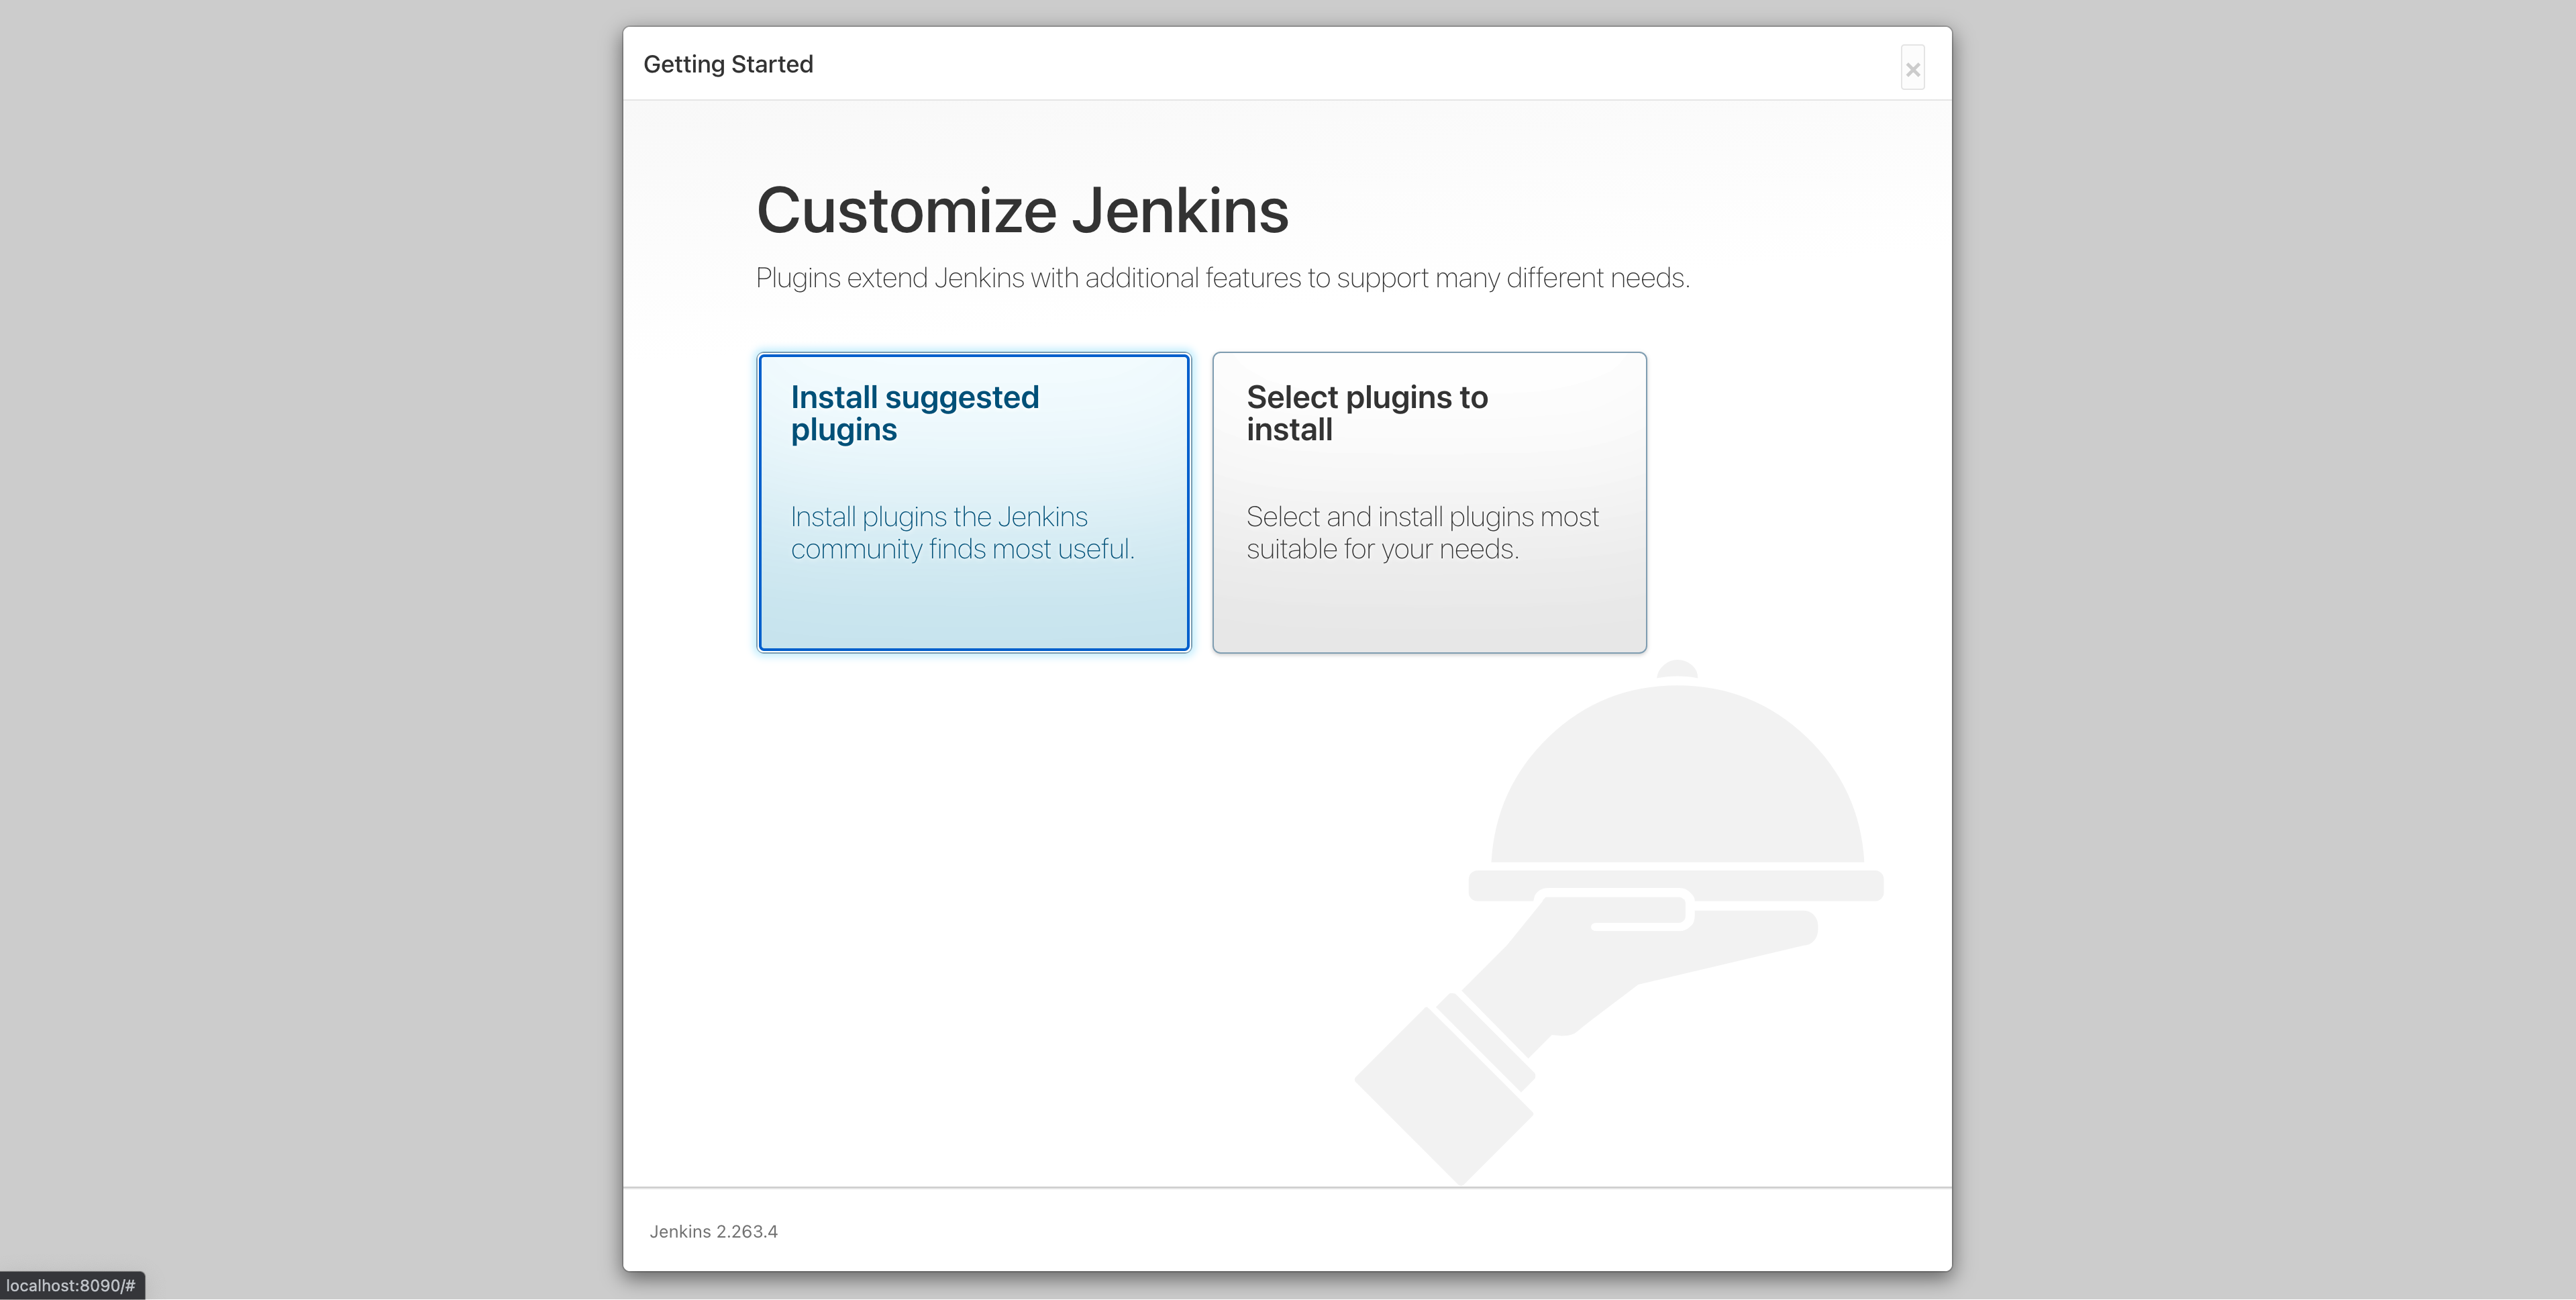 Getting Started
×
Customize Jenkins
Plugins extend Jenkins with additional features to support many different needs.
Install suggested
plugins
Install plugins the Jenkins
community finds most useful.
Select plugins to
install
Select and install plugins most
suitable for your needs.
Jenkins 2.263.4
localhost:8090/#